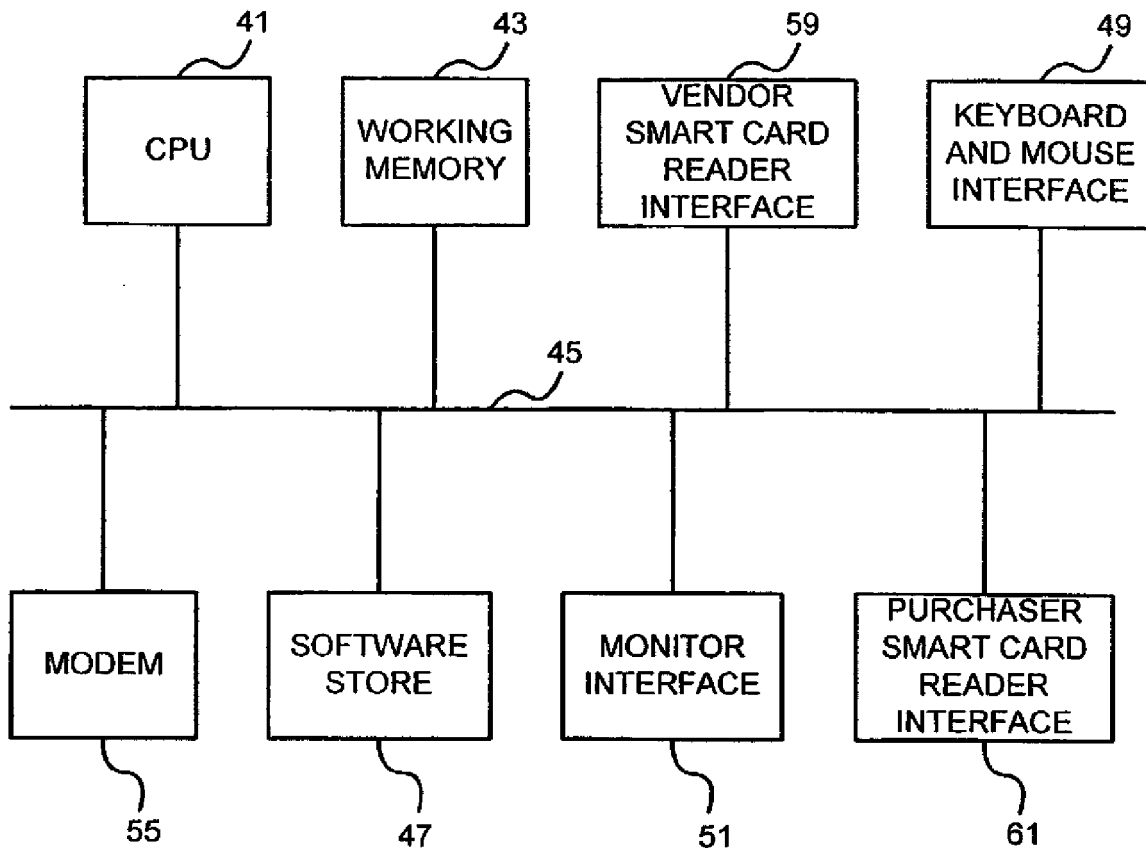 41
43
59
49
CPU
WORKING
MEMORY
VENDOR
SMART CARD
READER
INTERFACE
KEYBOARD
AND MOUSE
INTERFACE
45
MODEM
SOFTWARE
STORE
MONITOR
INTERFACE
PURCHASER
SMART CARD
READER
INTERFACE
55
47
51
61